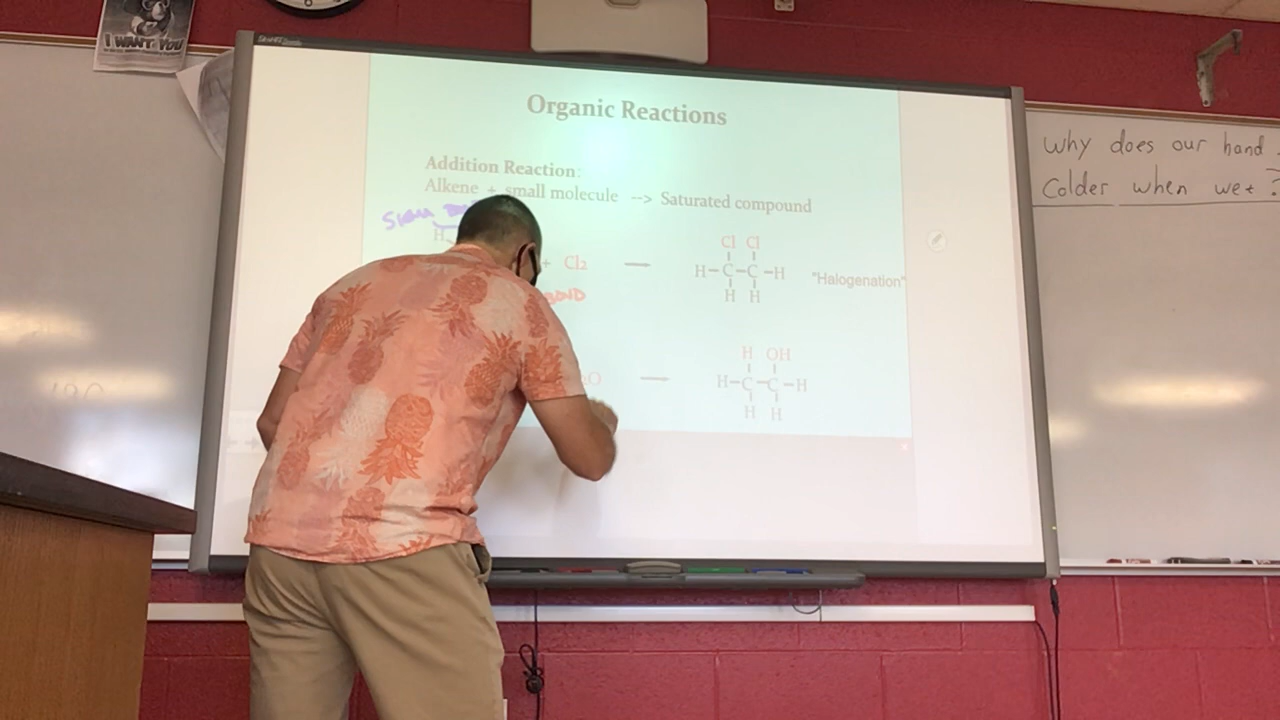 I WANT YOU
Organic Reactions
Addition Reaction:
Alkene + small molecule --> Saturated compound
H
+ Cl₂
Cl Cl
H-C-C-H
H H
"Halogenation"
H OH
H-C-C-H
H H
Why does our hand
Colder when wet ?